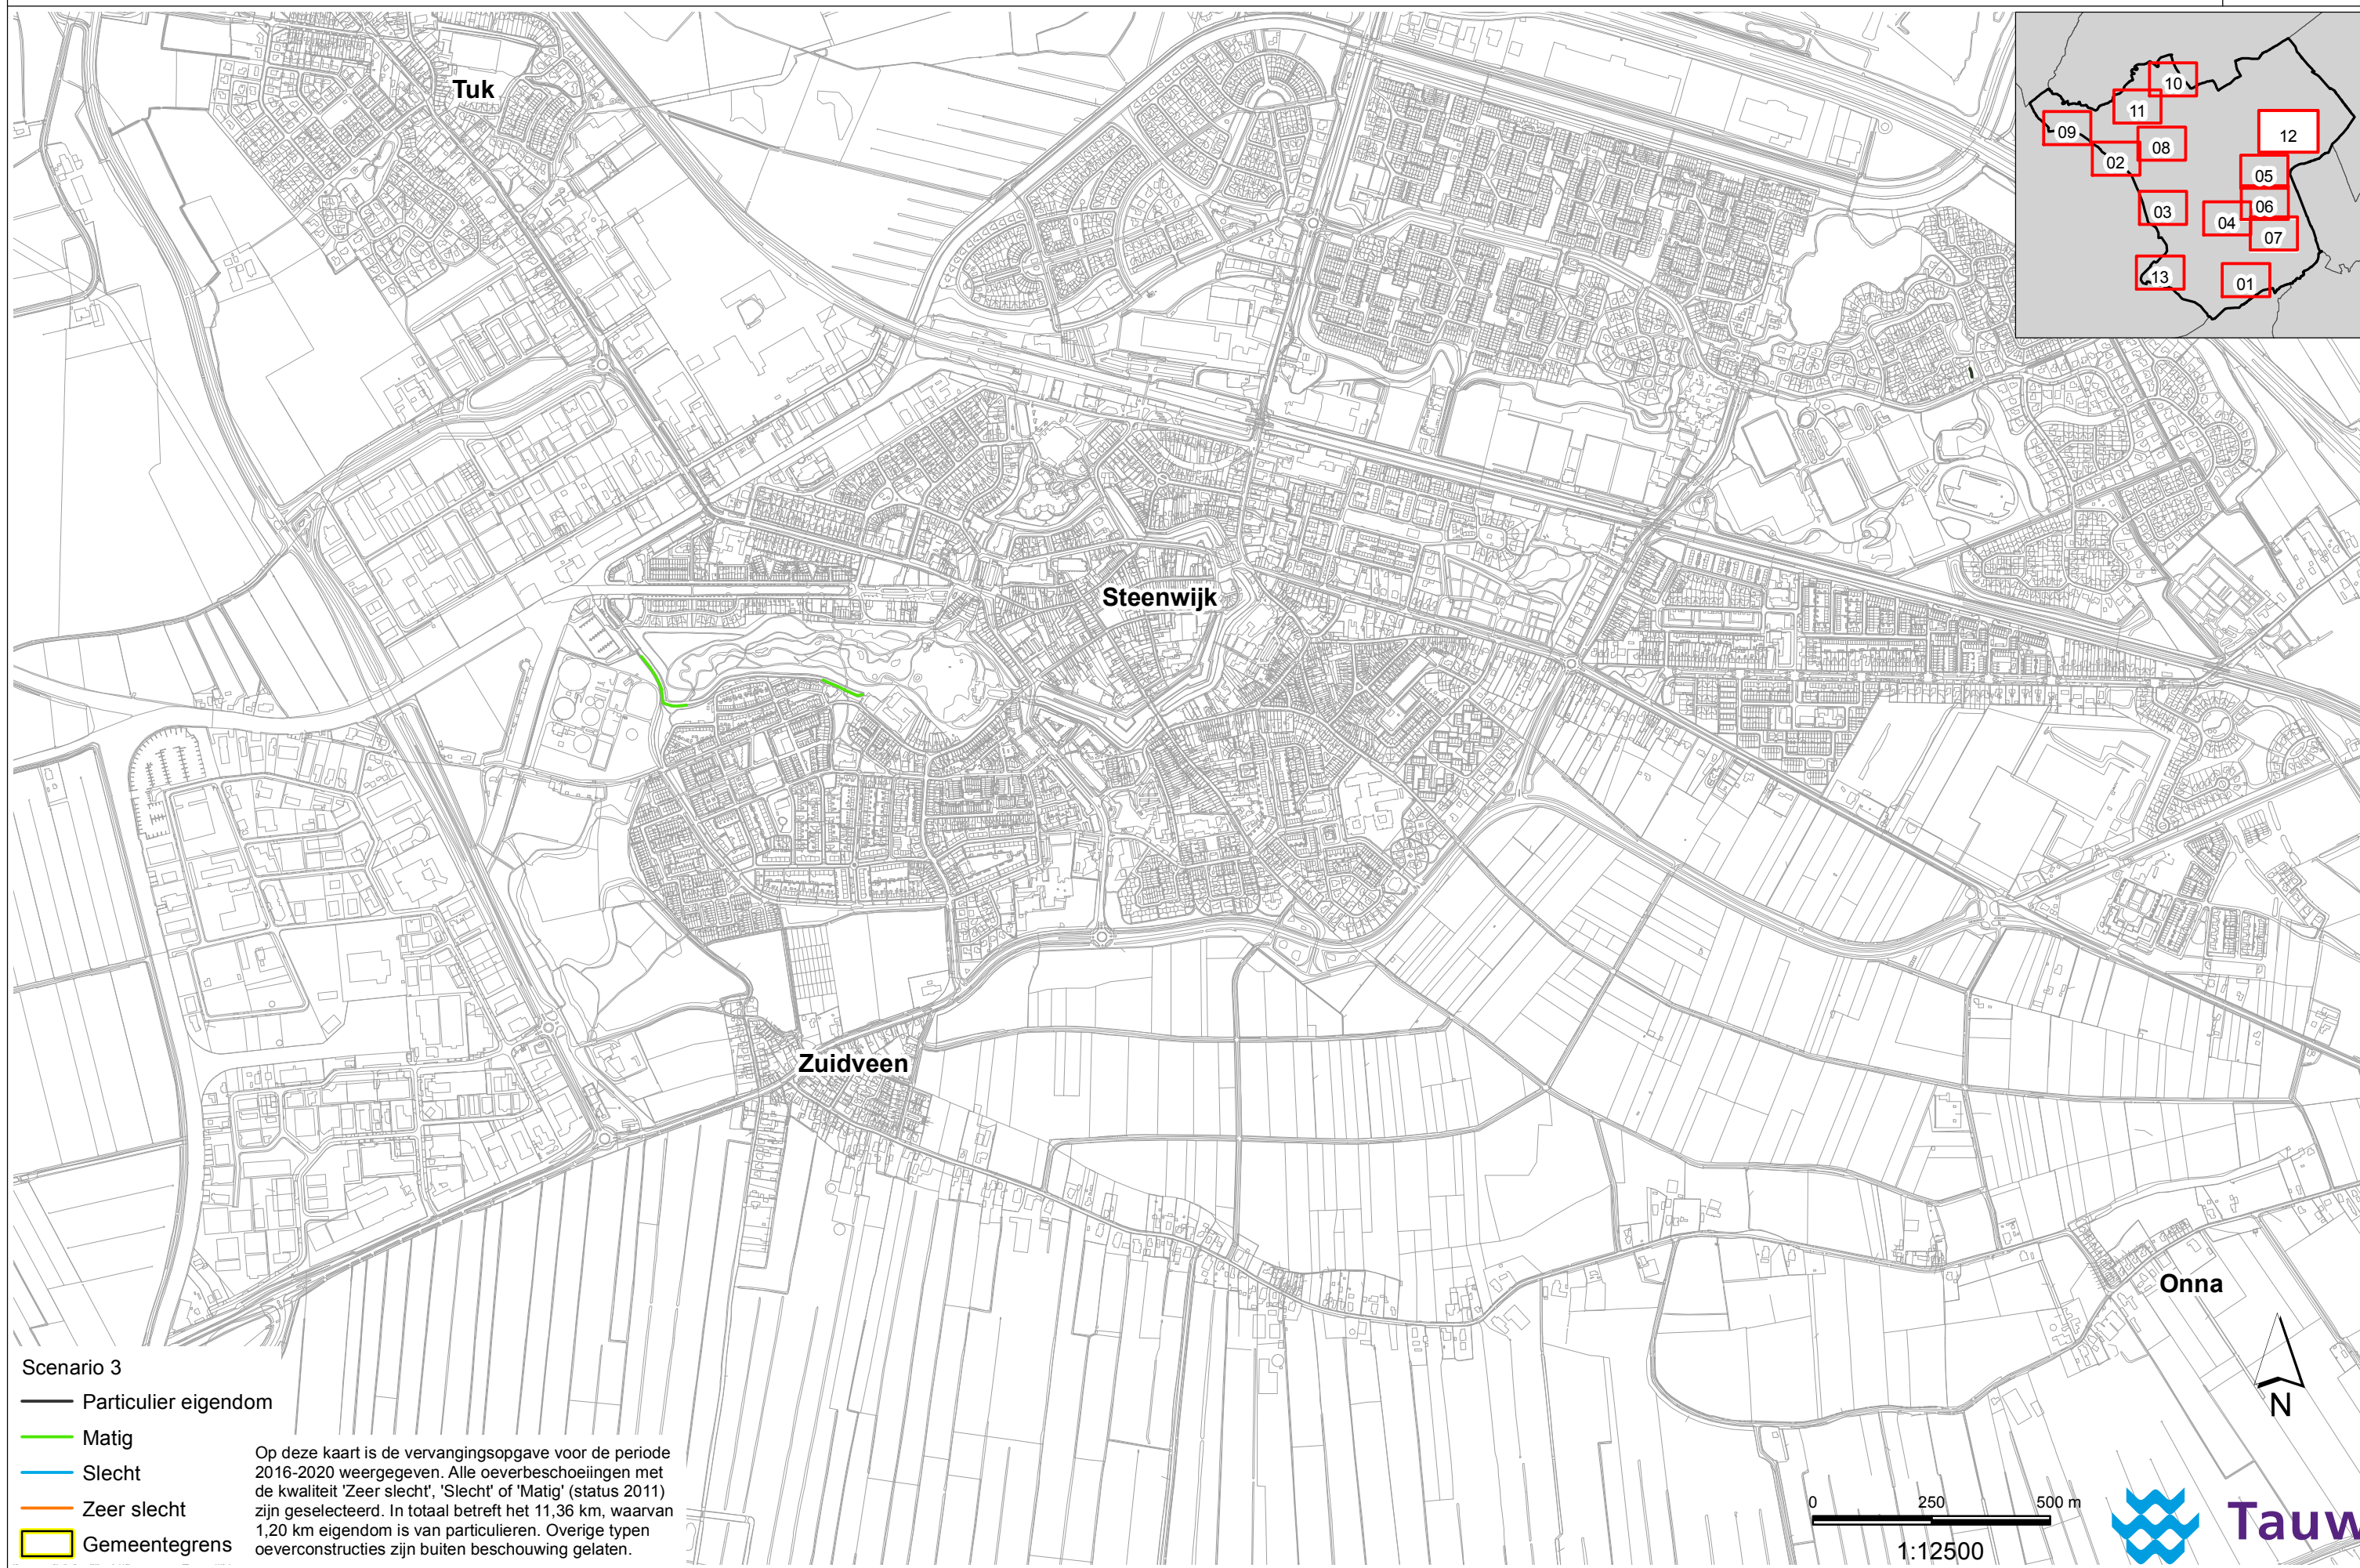 Tuk
10
11
09
12
08
02
05
03
06
04
07
13
01
Steenwijk
Zuidveen
Onna
Scenario 3
Particulier eigendom
Matig
Slecht
Zeer slecht
Gemeentegrens
Op deze kaart is de vervangingsopgave voor de periode
2016-2020 weergegeven. Alle oeverbeschoeiingen met
de kwaliteit 'Zeer slecht', 'Slecht' of 'Matig' (status 2011)
zijn geselecteerd. In totaal betreft het 11,36 km, waarvan
1,20 km eigendom is van particulieren. Overige typen
oeverconstructies zijn buiten beschouwing gelaten.
N
0 250 500 m
1:12500
Tauw